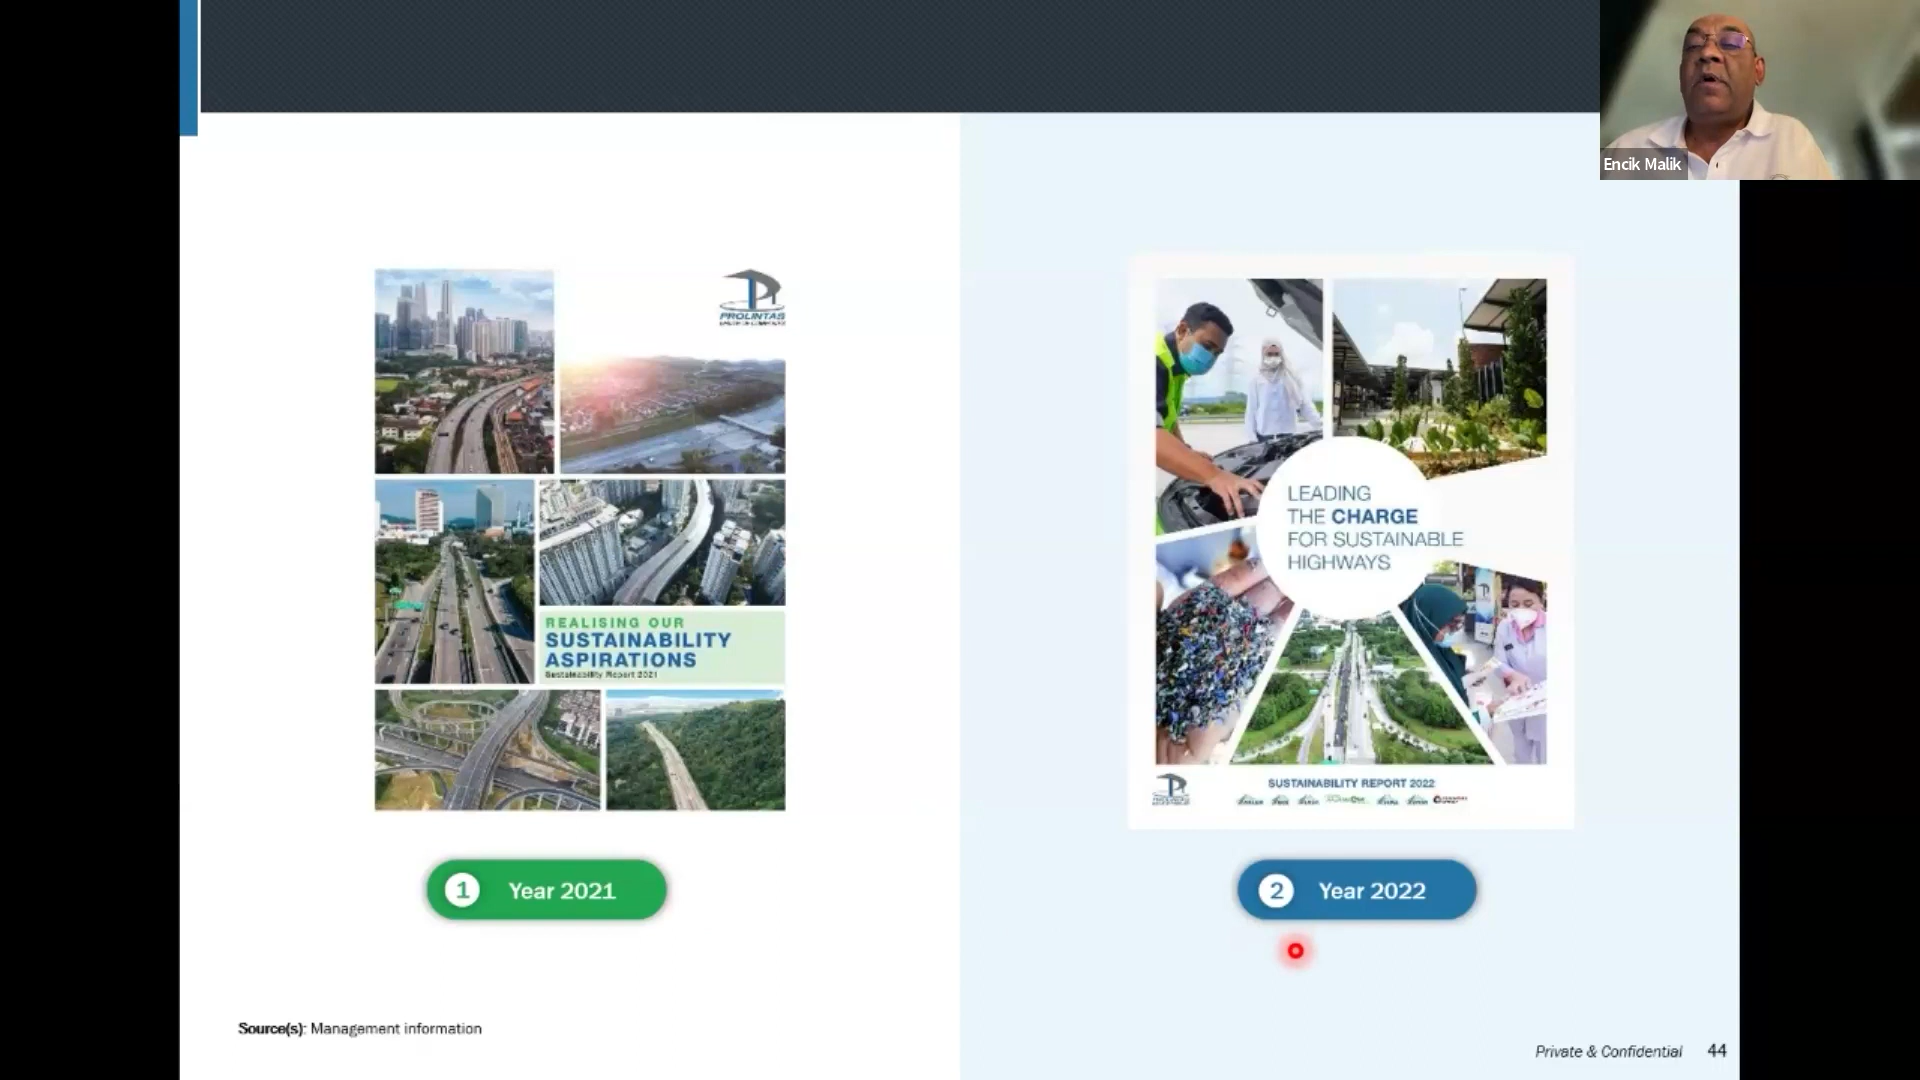 Encik Malik
PROLINTAS
REALISING OUR
SUSTAINABILITY
ASPIRATIONS
Sustainability Report 2021
1 Year 2021
LEADING
THE CHARGE
FOR SUSTAINABLE
HIGHWAYS
SUSTAINABILITY REPORT 2022
2 Year 2022
Source(s): Management information
Private & Confidential 44